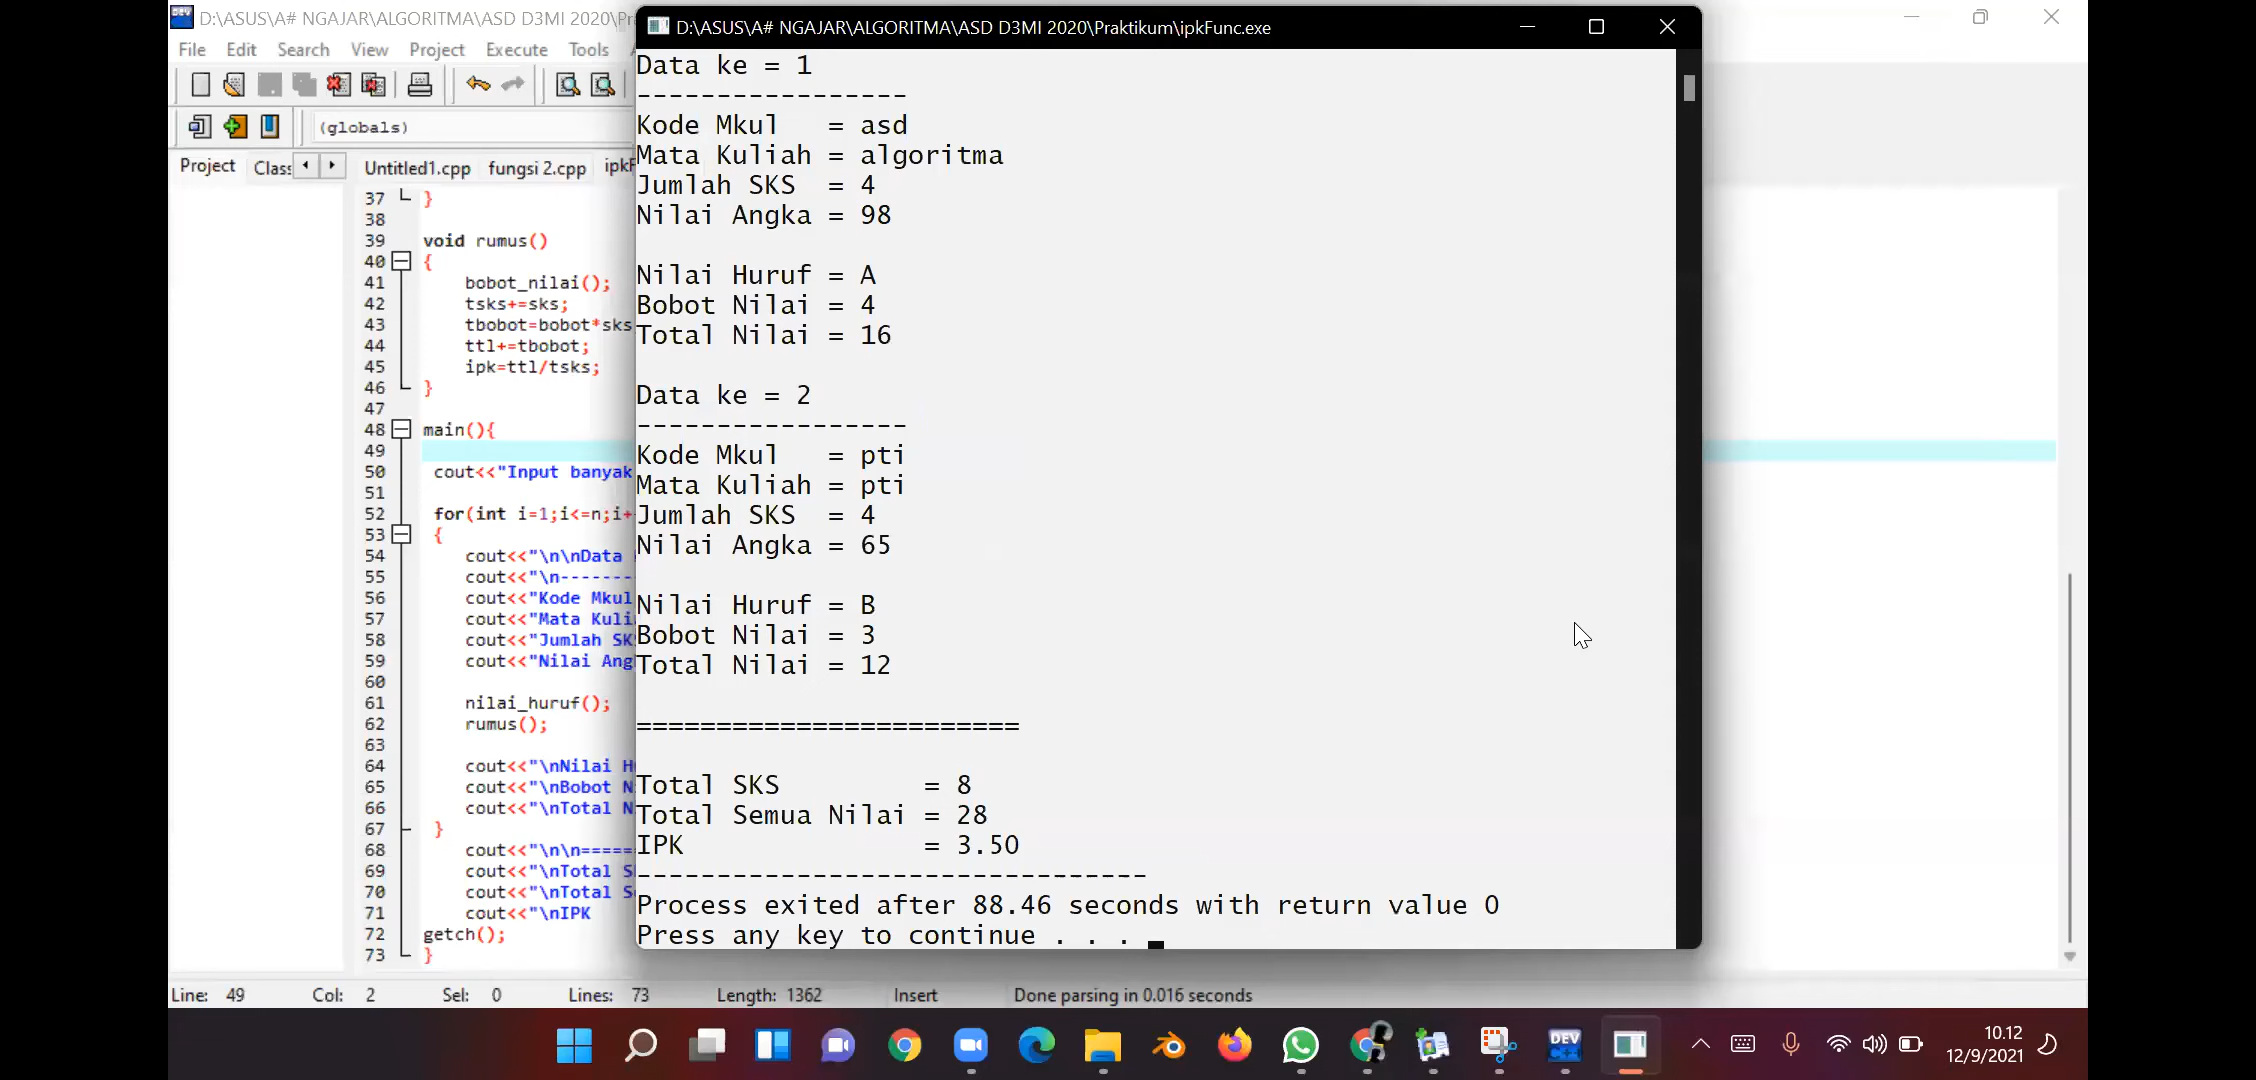 D:\ASUS\A# NGAJAR\ALGORITMA\ASD D3MI 2020\Pr
File Edit Search View Project Execute Tools
(globals)
Project Class
Untitled1.cpp fungsi 2.cpp ipkF
37 }
38
39 void rumus()
40 {
41 bobot_nilai();
42 tsks+=sks;
43 tbobot=bobot*sks
44 ttl+=tbobot;
45 ipk=ttl/tsks;
46 }
47
48 main(){
49
50 cout<<"Input banyak
51
52 for(int i=1;i<=n;i+
53 {
54 cout<<"\n\nData
55 cout<<"\n-------
56 cout<<"Kode Mkul
57 cout<<"Mata Kuli
58 cout<<"Jumlah SK
59 cout<<"Nilai Ang
60
61 nilai_huruf();
62 rumus();
63
64 cout<<"\nNilai H
65 cout<<"\nBobot N
66 cout<<"\nTotal N
67 }
68 cout<<"\n\n=====
69 cout<<"\nTotal S
70 cout<<"\nTotal S
71 cout<<"\nIPK
72 getch();
73 }
D:\ASUS\A# NGAJAR\ALGORITMA\ASD D3MI 2020\Praktikum\ipkFunc.exe
Data ke = 1
-----------------
Kode Mkul = asd
Mata Kuliah = algoritma
Jumlah SKS = 4
Nilai Angka = 98
Nilai Huruf = A
Bobot Nilai = 4
Total Nilai = 16
Data ke = 2
-----------------
Kode Mkul = pti
Mata Kuliah = pti
Jumlah SKS = 4
Nilai Angka = 65
Nilai Huruf = B
Bobot Nilai = 3
Total Nilai = 12
========================
Total SKS = 8
Total Semua Nilai = 28
IPK = 3.50
--------------------------------
Process exited after 88.46 seconds with return value 0
Press any key to continue . . .
Line: 49 Col: 2 Sel: 0 Lines: 73 Length: 1362 Insert Done parsing in 0.016 seconds
DEV
10.12
12/9/2021